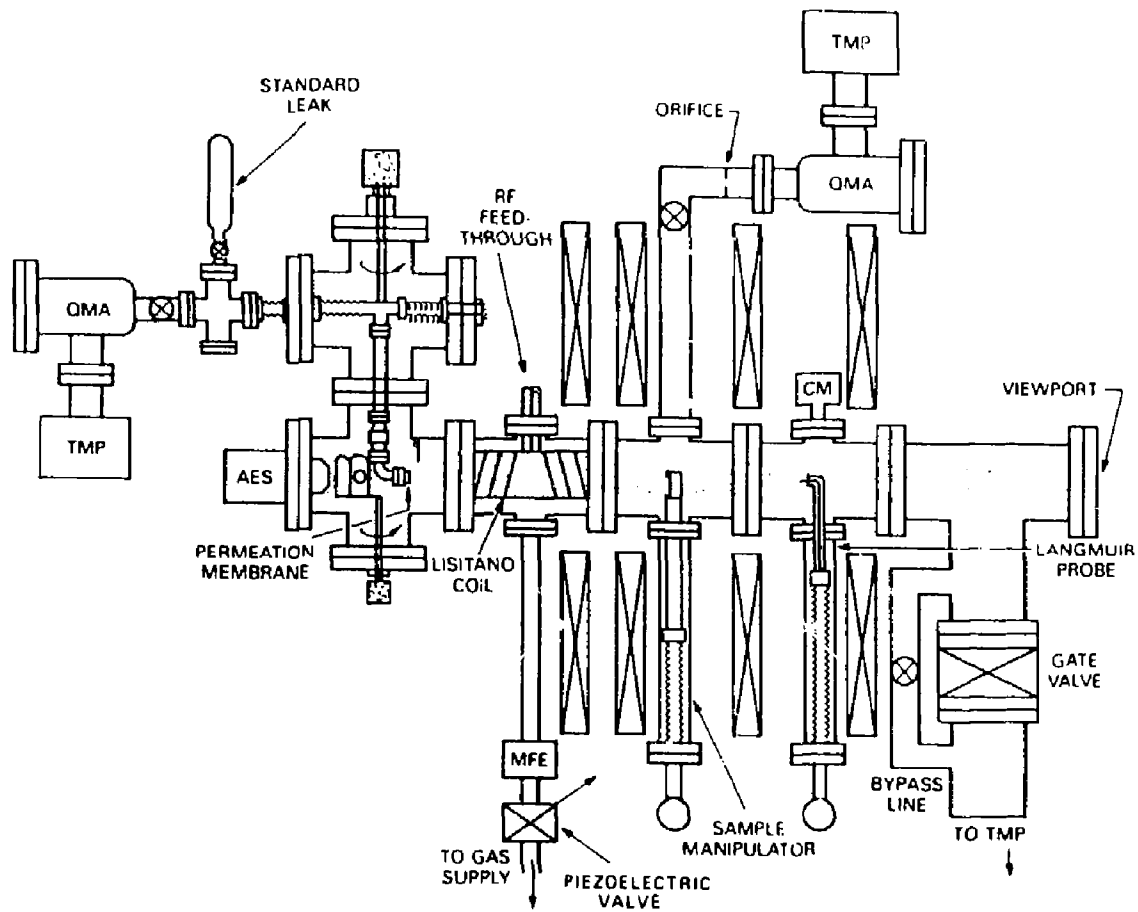 TMP
STANDARD
LEAK
ORIFICE
RF
FEED-
THROUGH
QMA
QMA
CM
VIEWPORT
TMP
AES
PERMEATION
MEMBRANE
LISITANO
COIL
LANGMUIR
PROBE
GATE
VALVE
MFE
BYPASS
LINE
SAMPLE
MANIPULATOR
TO TMP
TO GAS
SUPPLY
PIEZOELECTRIC
VALVE